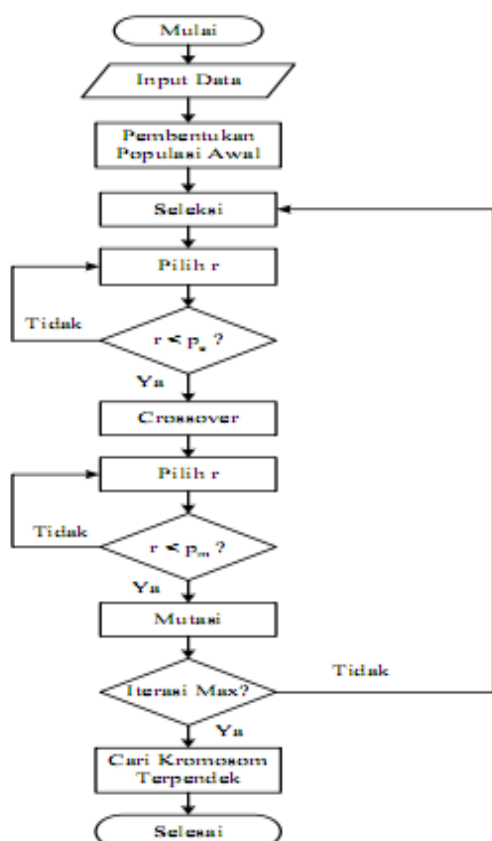 Mulai
Input Data
Pembentukan
Populasi Awal
Seleksi
Pilih r
Tidak
r < p
Ya
Crossover
Pilih r
Tidak
r < pm ?
Ya
Mutasi
Iterasi Max?
Tidak
Ya
Cari Kromosom
Terpendek
Selesai